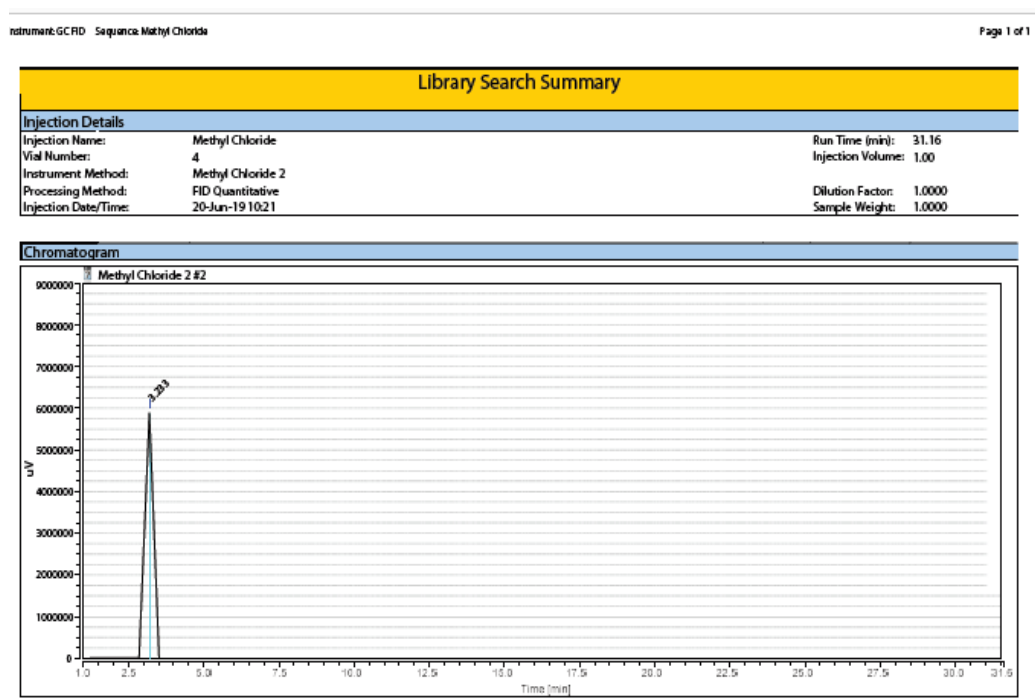 nstrument: GC FID Sequence: Methyl Chloride Page 1 of 1
Library Search Summary
Injection Details
Injection Name: Methyl Chloride Run Time (min): 31.16
Vial Number: 4 Injection Volume: 1.00
Instrument Method: Methyl Chloride 2
Processing Method: FID Quantitative Dilution Factor: 1.0000
Injection Date/Time: 20-Jun-19 10:21 Sample Weight: 1.0000
Chromatogram
Methyl Chloride 2 #2
9000000
8000000
7000000
3.233
6000000
5000000
uV
4000000
3000000
2000000
1000000
0
1.0 2.5 5.0 7.5 10.0 12.5 15.0 17.5 20.0 22.5 25.0 27.5 30.0 31.6
Time [min]